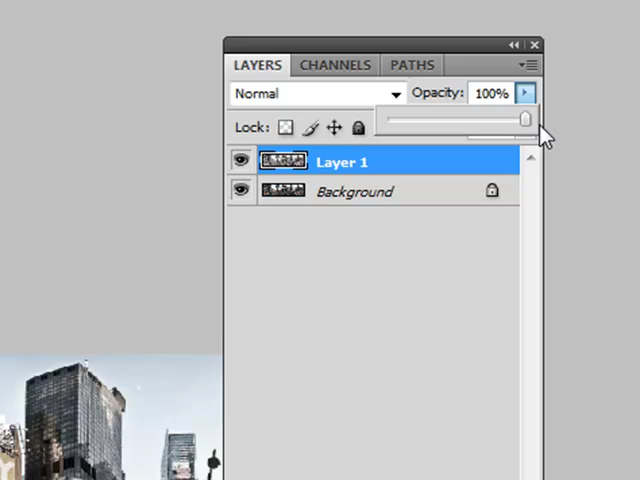 LAYERS CHANNELS PATHS
Normal Opacity: 100%
Lock:
Layer 1
Background